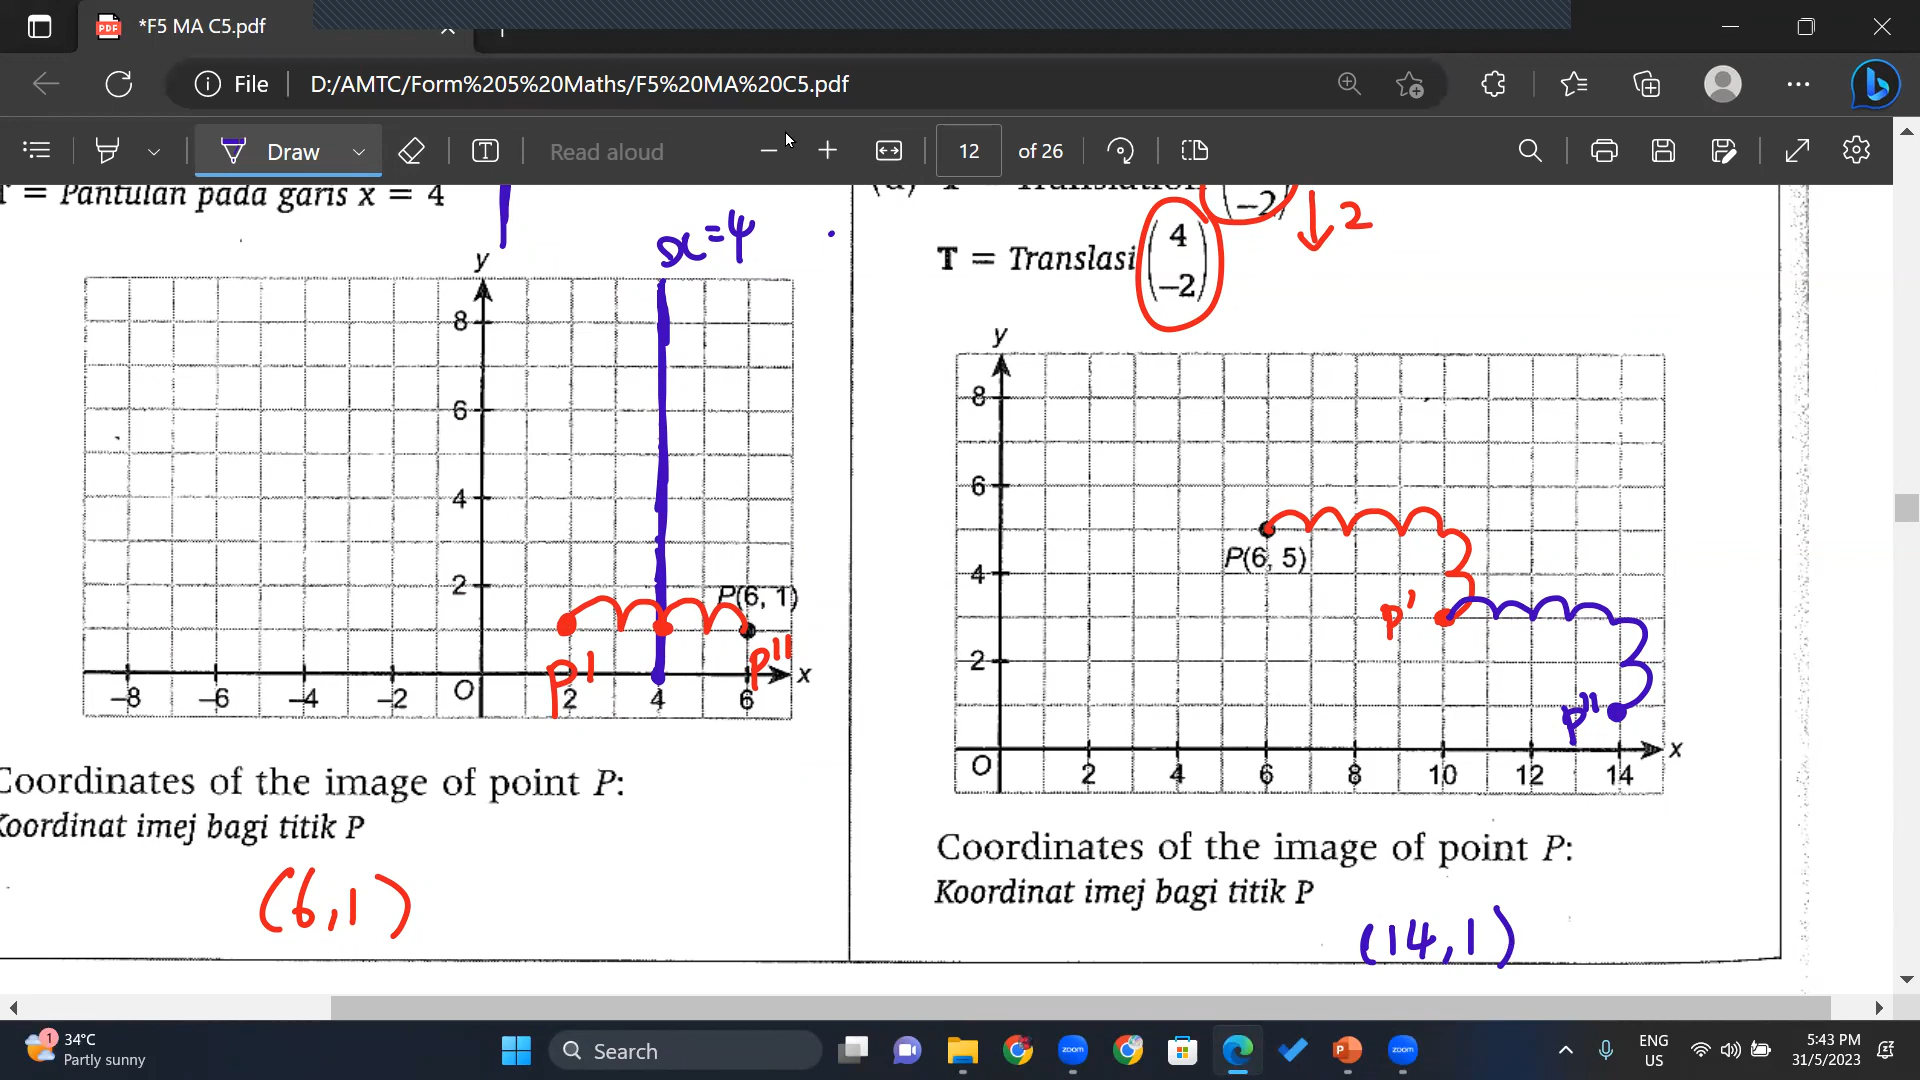 *F5 MA C5.pdf
File
D:/AMTC/Form%205%20Maths/F5%20MA%20C5.pdf
Draw
Read aloud
12
of 26
= Pantulan pada garis x = 4
x=4
y
8
6
4
2
P(6, 1)
P'
P''
x
-8
-6
-4
-2
O
2
4
6
Coordinates of the image of point P:
Koordinat imej bagi titik P
(6,1)
-2
2
T = Translasi
4
-2
y
8
6
4
2
P(6, 5)
P'
P''
x
O
2
4
6
8
10
12
14
Coordinates of the image of point P:
Koordinat imej bagi titik P
(14,1)
1
34°C
Partly sunny
Search
zoom
zoom
ENG
US
5:43 PM
31/5/2023